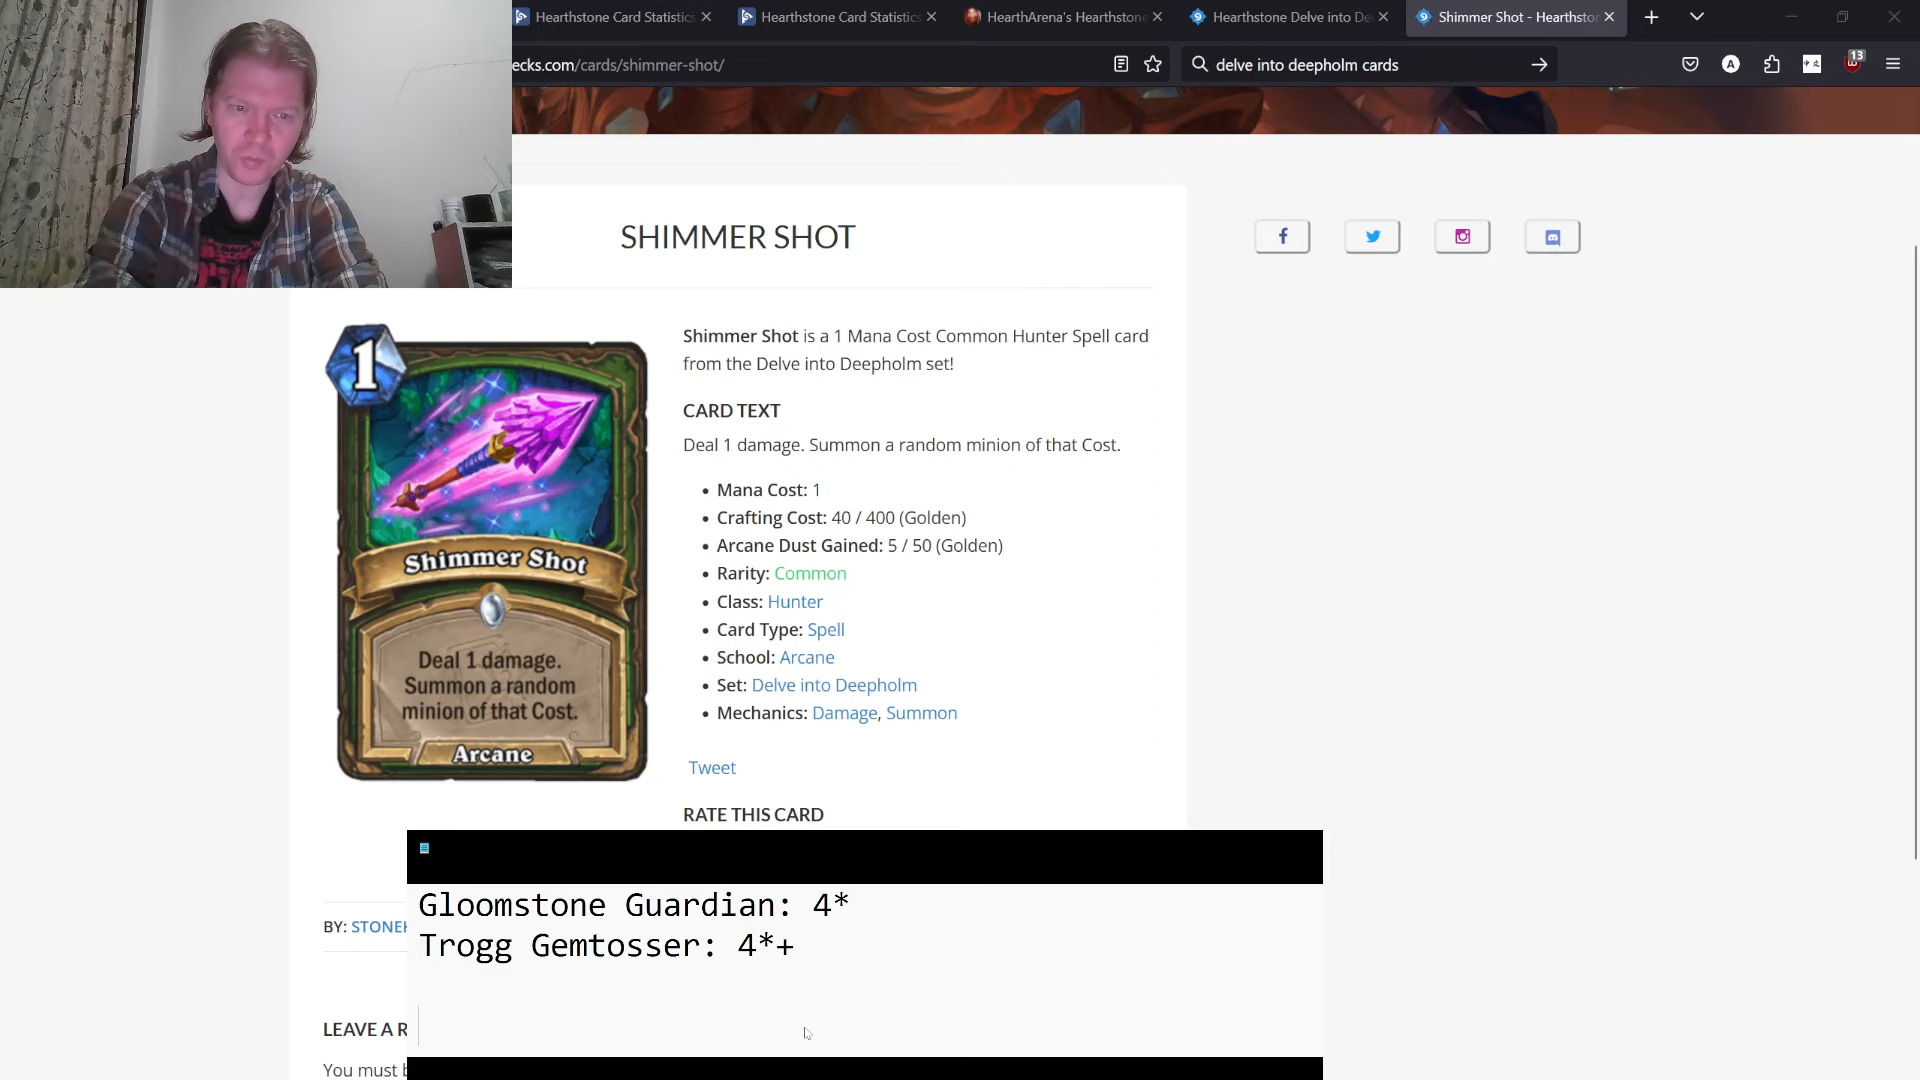 Hearthstone Card Statistics
Hearthstone Card Statistics
HearthArena's Hearthstone
Hearthstone Delve into De
Shimmer Shot - Hearthston
ecks.com/cards/shimmer-shot/
delve into deepholm cards
A
13
SHIMMER SHOT
1
Shimmer Shot
Deal 1 damage.
Summon a random
minion of that Cost.
Arcane
Shimmer Shot is a 1 Mana Cost Common Hunter Spell card
from the Delve into Deepholm set!
CARD TEXT
Deal 1 damage. Summon a random minion of that Cost.
• Mana Cost: 1
• Crafting Cost: 40 / 400 (Golden)
• Arcane Dust Gained: 5 / 50 (Golden)
• Rarity: Common
• Class: Hunter
• Card Type: Spell
• School: Arcane
• Set: Delve into Deepholm
• Mechanics: Damage, Summon
Tweet
RATE THIS CARD
Gloomstone Guardian: 4*
Trogg Gemtosser: 4*+
BY: STONEK
LEAVE A R
You must b